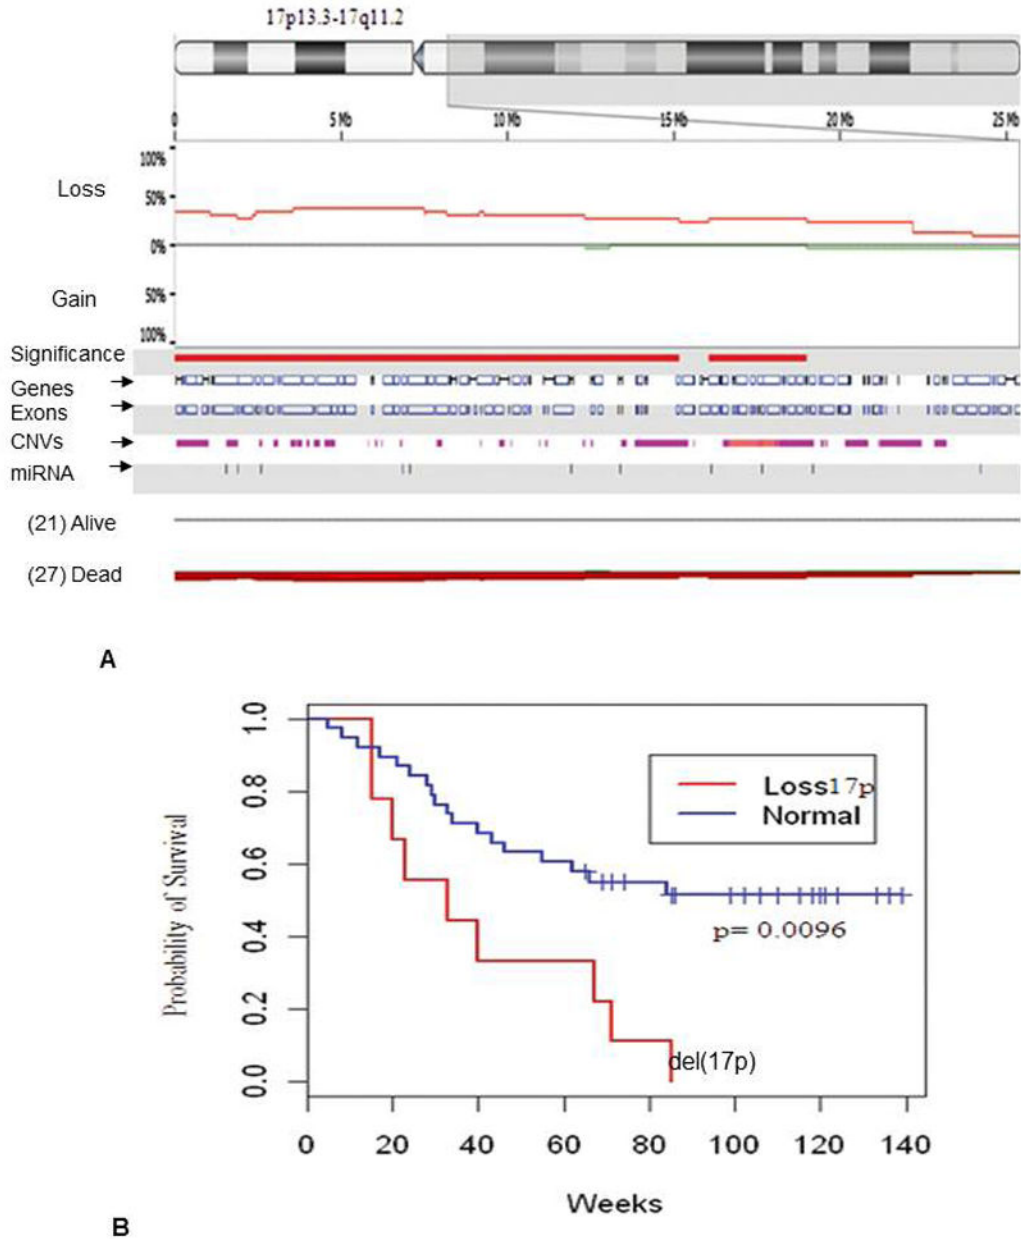 17p13.3-17q11.2
0 5 Mb 10 Mb 15 Mb 20 Mb 25 Mb
100%
Loss 50%
0%
Gain 50%
100%
Significance
Genes
Exons
CNVs
miRNA
(21) Alive
(27) Dead
A
Probability of Survival
1.0
0.8
0.6
0.4
0.2
0.0
Loss17p
Normal
p= 0.0096
del(17p)
0 20 40 60 80 100 120 140
Weeks
B